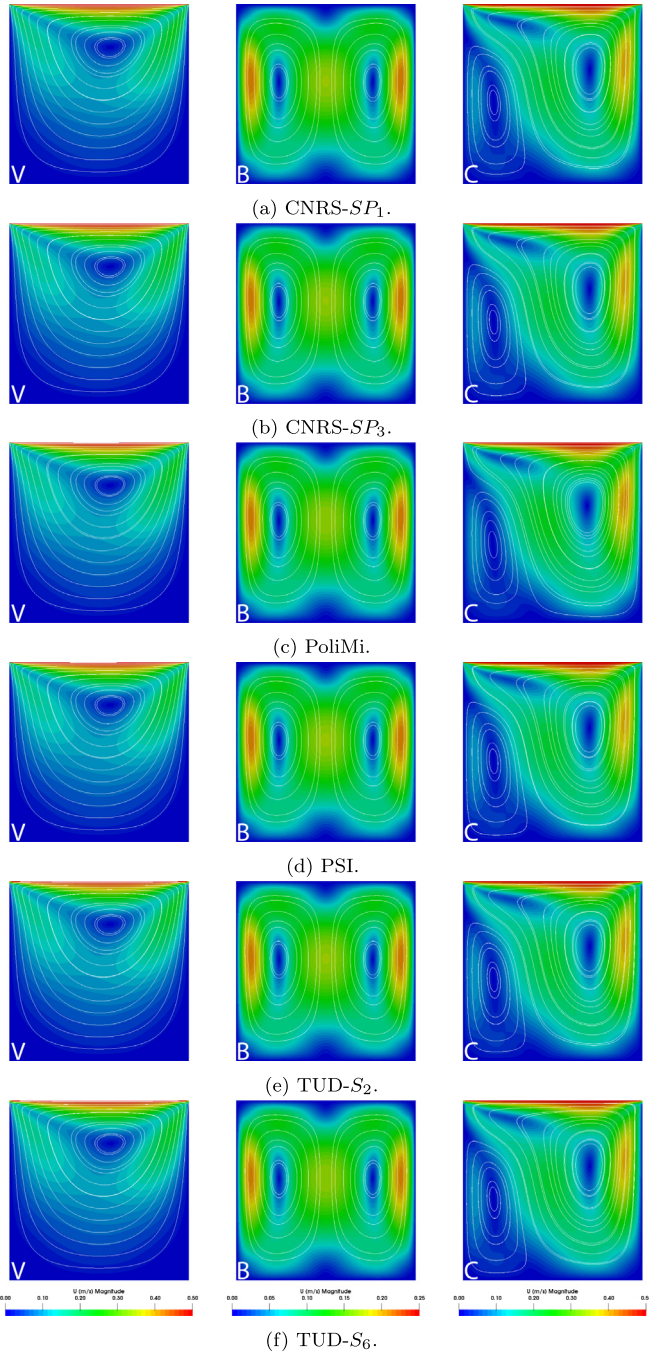 V B C
(a) CNRS-SP₁.
V B C
(b) CNRS-SP₃.
V B C
(c) PoliMi.
V B C
(d) PSI.
V B C
(e) TUD-S₂.
V B C
U (m/s) Magnitude U (m/s) Magnitude U (m/s) Magnitude
0.00 0.10 0.20 0.30 0.40 0.50 0.00 0.05 0.10 0.15 0.20 0.25 0.00 0.10 0.20 0.30 0.40 0.5
(f) TUD-S₆.